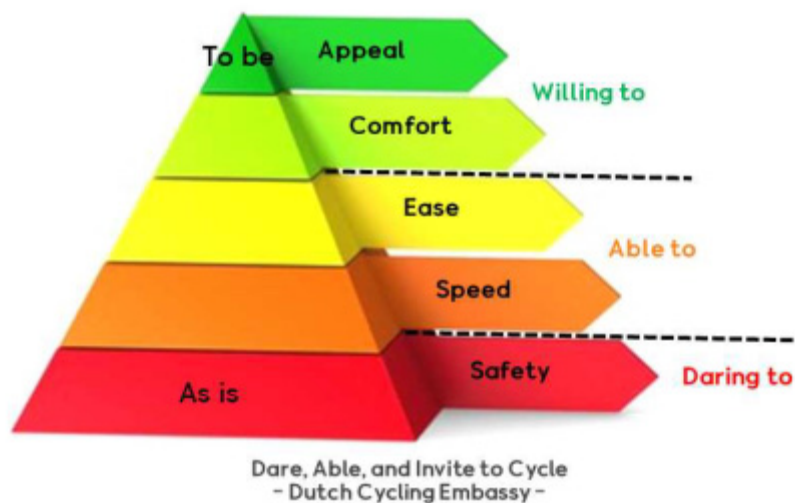 To be
Appeal
Willing to
Comfort
Ease
Able to
Speed
Safety
Daring to
As is
Dare, Able, and Invite to Cycle
- Dutch Cycling Embassy -